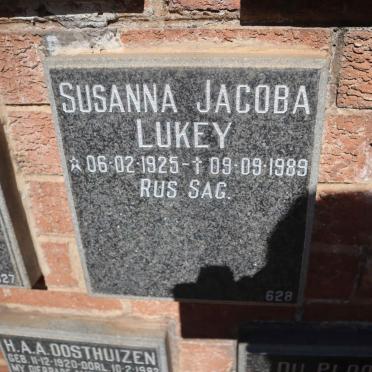 SUSANNA JACOBA
LUKEY
☆ 06·02·1925 - † 09·09·1989
RUS SAG.
628
627
H.A.A. OOSTHUIZEN
GEB. 11-12-1920-OORL. 10-2-1982